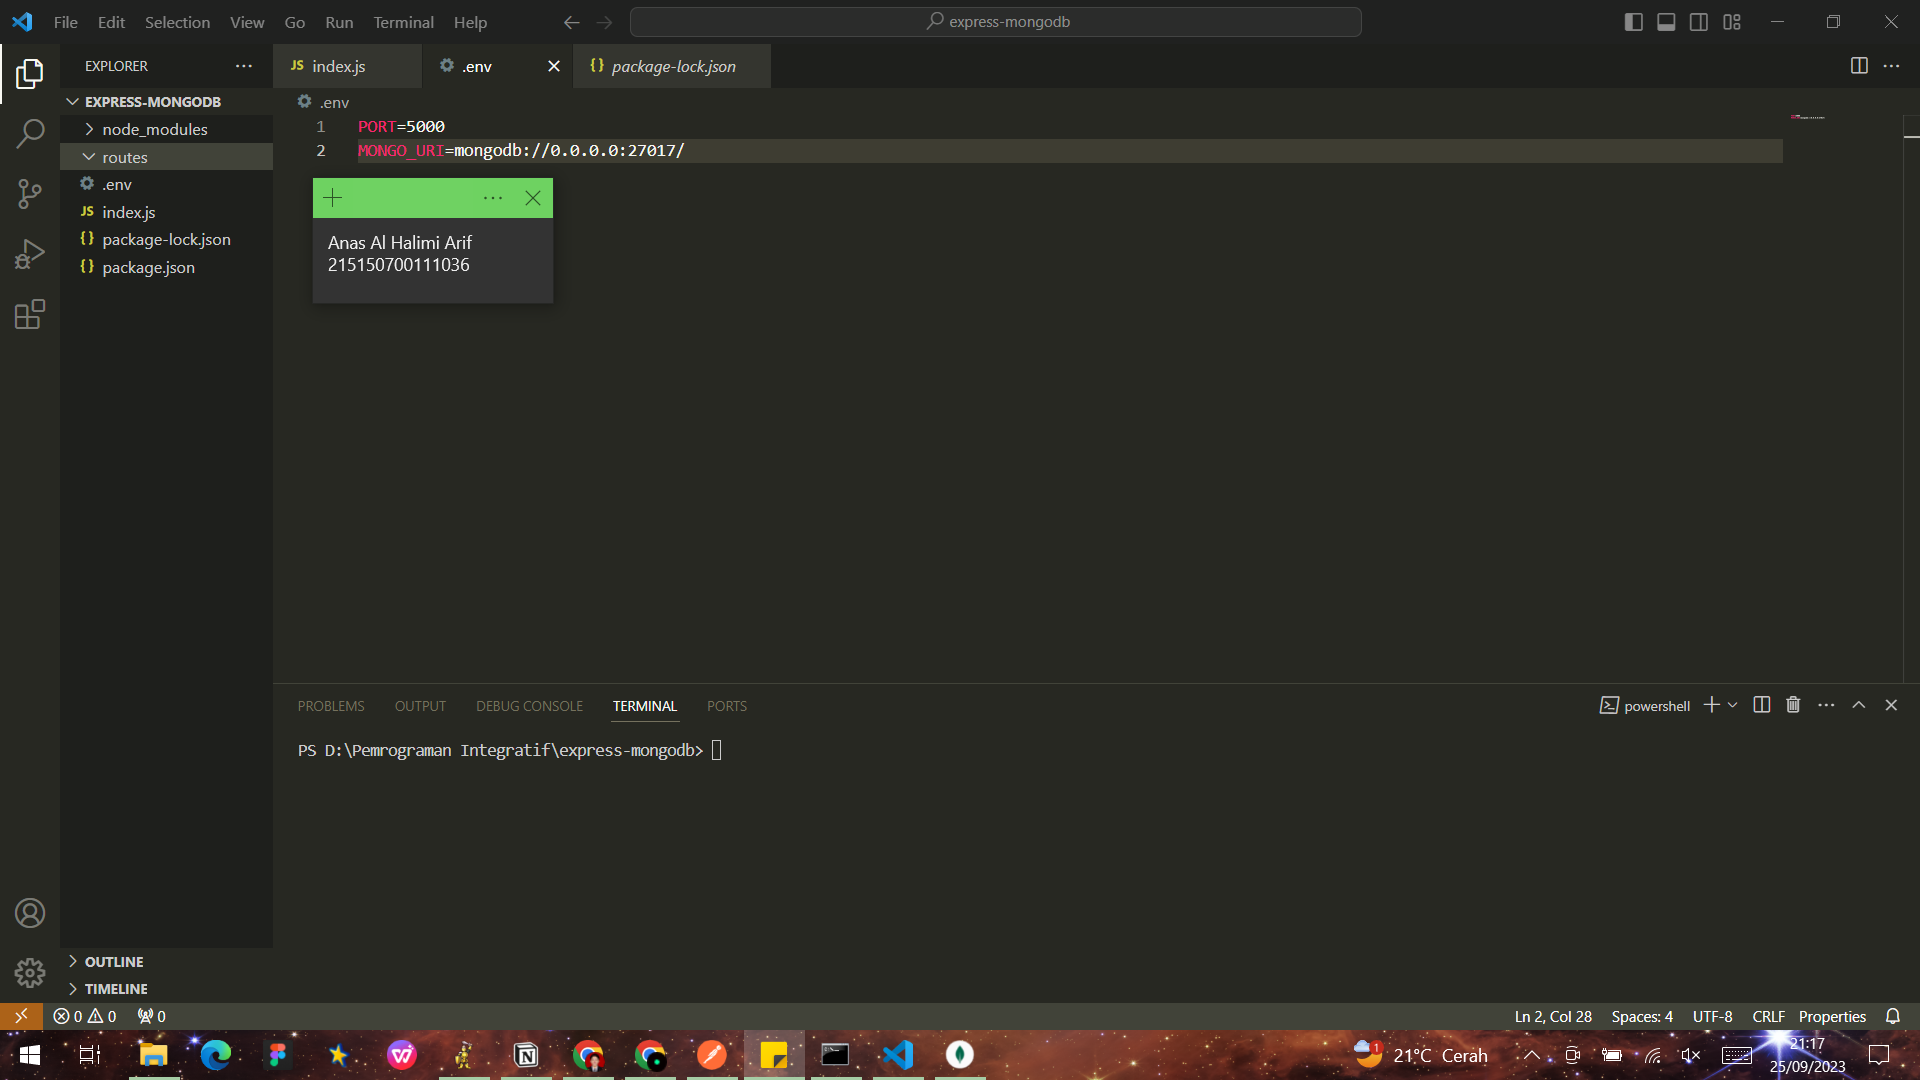 File Edit Selection View Go Run Terminal Help
express-mongodb
EXPLORER
index.js
.env
package-lock.json
EXPRESS-MONGODB
node_modules
routes
.env
index.js
package-lock.json
package.json
OUTLINE
TIMELINE
.env
1 PORT=5000
2 MONGO_URI=mongodb://0.0.0.0:27017/
Anas Al Halimi Arif
215150700111036
PROBLEMS OUTPUT DEBUG CONSOLE TERMINAL PORTS
powershell
PS D:\Pemrograman Integratif\express-mongodb>
0 0 0
Ln 2, Col 28 Spaces: 4 UTF-8 CRLF Properties
1
21°C Cerah
21:17
25/09/2023